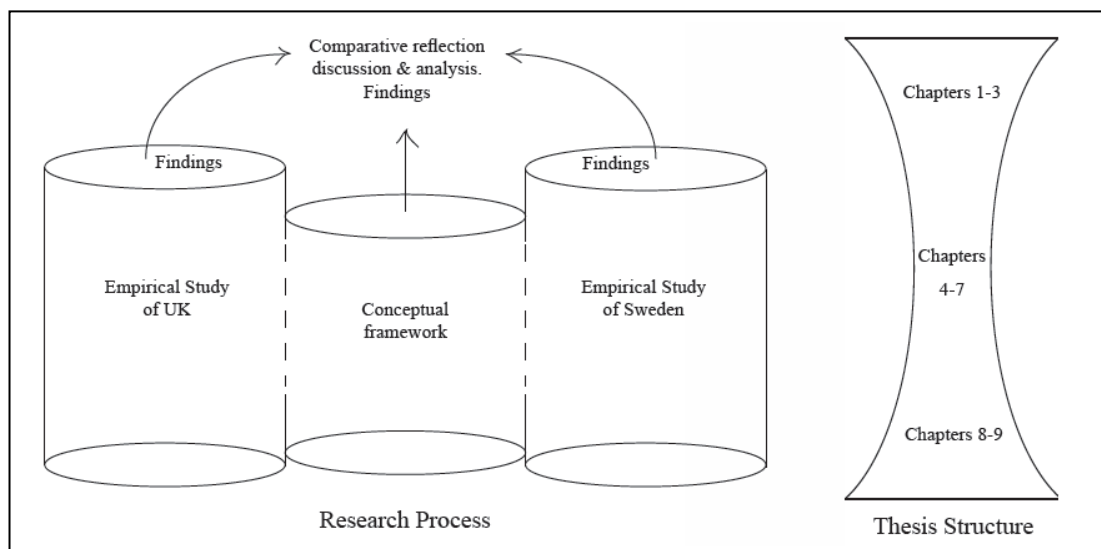 Comparative reflection
discussion & analysis.
Findings
Findings
Findings
Empirical Study
of UK
Conceptual
framework
Empirical Study
of Sweden
Research Process
Chapters 1-3
Chapters
4-7
Chapters 8-9
Thesis Structure